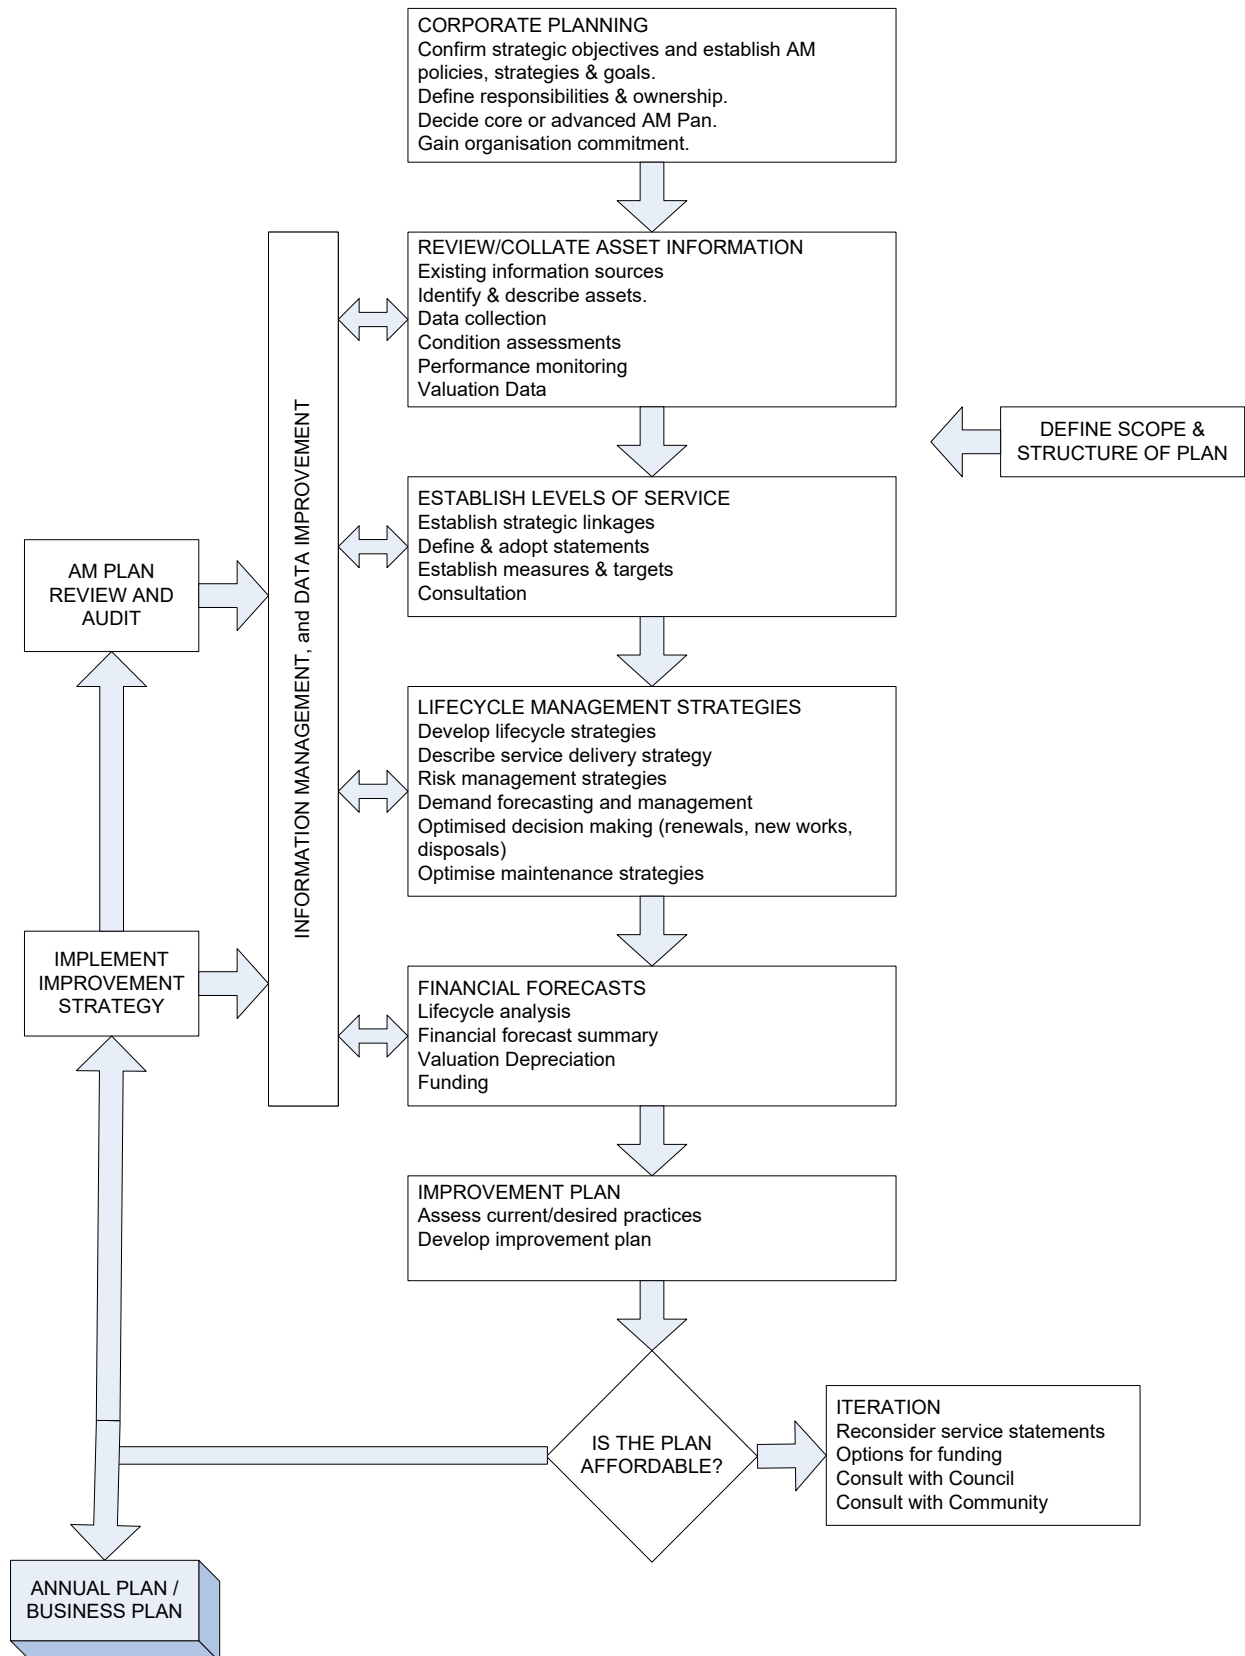 CORPORATE PLANNING
Confirm strategic objectives and establish AM
policies, strategies & goals.
Define responsibilities & ownership.
Decide core or advanced AM Pan.
Gain organisation commitment.
REVIEW/COLLATE ASSET INFORMATION
Existing information sources
Identify & describe assets.
Data collection
Condition assessments
Performance monitoring
Valuation Data
DEFINE SCOPE &
STRUCTURE OF PLAN
INFORMATION MANAGEMENT, and DATA IMPROVEMENT
ESTABLISH LEVELS OF SERVICE
Establish strategic linkages
Define & adopt statements
Establish measures & targets
Consultation
AM PLAN
REVIEW AND
AUDIT
LIFECYCLE MANAGEMENT STRATEGIES
Develop lifecycle strategies
Describe service delivery strategy
Risk management strategies
Demand forecasting and management
Optimised decision making (renewals, new works,
disposals)
Optimise maintenance strategies
IMPLEMENT
IMPROVEMENT
STRATEGY
FINANCIAL FORECASTS
Lifecycle analysis
Financial forecast summary
Valuation Depreciation
Funding
IMPROVEMENT PLAN
Assess current/desired practices
Develop improvement plan
IS THE PLAN
AFFORDABLE?
ITERATION
Reconsider service statements
Options for funding
Consult with Council
Consult with Community
ANNUAL PLAN /
BUSINESS PLAN